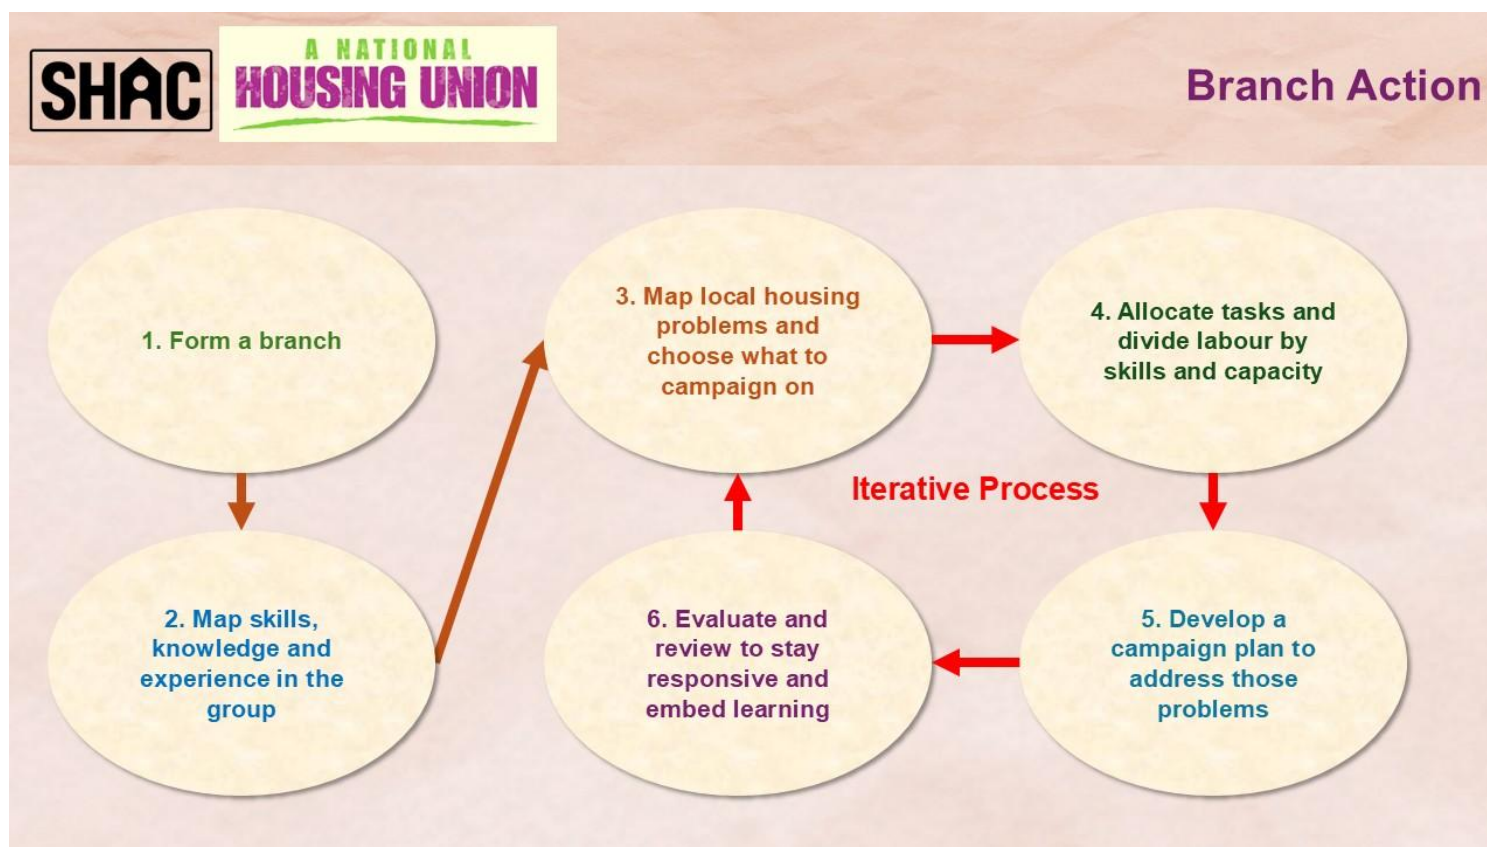 SHAC
A NATIONAL
HOUSING UNION
Branch Action
1. Form a branch
2. Map skills,
knowledge and
experience in the
group
3. Map local housing
problems and
choose what to
campaign on
4. Allocate tasks and
divide labour by
skills and capacity
Iterative Process
5. Develop a
campaign plan to
address those
problems
6. Evaluate and
review to stay
responsive and
embed learning